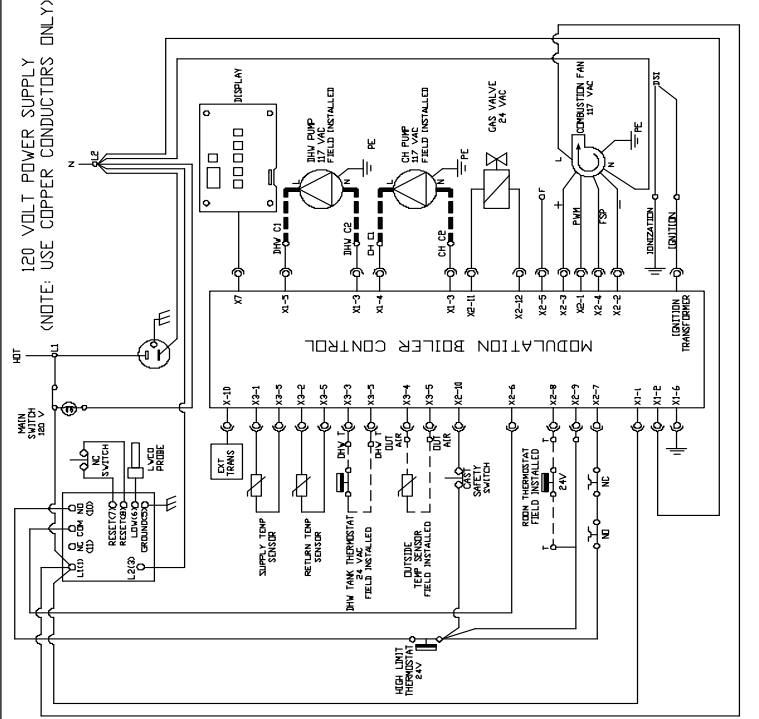 120 VOLT POWER SUPPLY
(NOTE: USE COPPER CONDUCTORS ONLY)
N
L2
HOT
L1
MAIN
SWITCH
120 V
NC
SWITCH
LWCO
PROBE
NO (10)
COM
NC (11)
L1(1)
RESET(7)
RESET(8)
LOW(6)
GROUND(5)
L2(3)
DISPLAY
DHW PUMP
117 VAC
FIELD INSTALLED
L
N
PE
DHW C1
DHW C2
CH PUMP
117 VAC
FIELD INSTALLED
L
N
PE
CH C1
CH C2
GAS VALVE
24 VAC
F
COMBUSTION FAN
117 VAC
L
N
PE
+
PWM
FSP
-
DSI
IONIZATION
IGNITION
X7
X1-5
X1-3
X1-4
X1-3
X2-11
X2-12
X2-5
X2-3
X2-1
X2-4
X2-2
IGNITION
TRANSFORMER
MODULATION BOILER CONTROL
X-10
X3-1
X3-5
X3-2
X3-5
X3-3
X3-5
X3-4
X3-5
X2-10
X2-6
X2-8
X2-9
X2-7
X1-1
X1-2
X1-6
EXT
TRANS
SUPPLY TEMP
SENSOR
RETURN TEMP
SENSOR
DHW T
DHW T
DHW TANK THERMOSTAT
24 VAC
FIELD INSTALLED
OUT
AIR
OUT
AIR
OUTSIDE
TEMP SENSOR
FIELD INSTALLED
CAST
SAFETY
SWITCH
T
T
ROOM THERMOSTAT
FIELD INSTALLED
24V
NC
NO
HIGH LIMIT
THERMOSTAT
24V